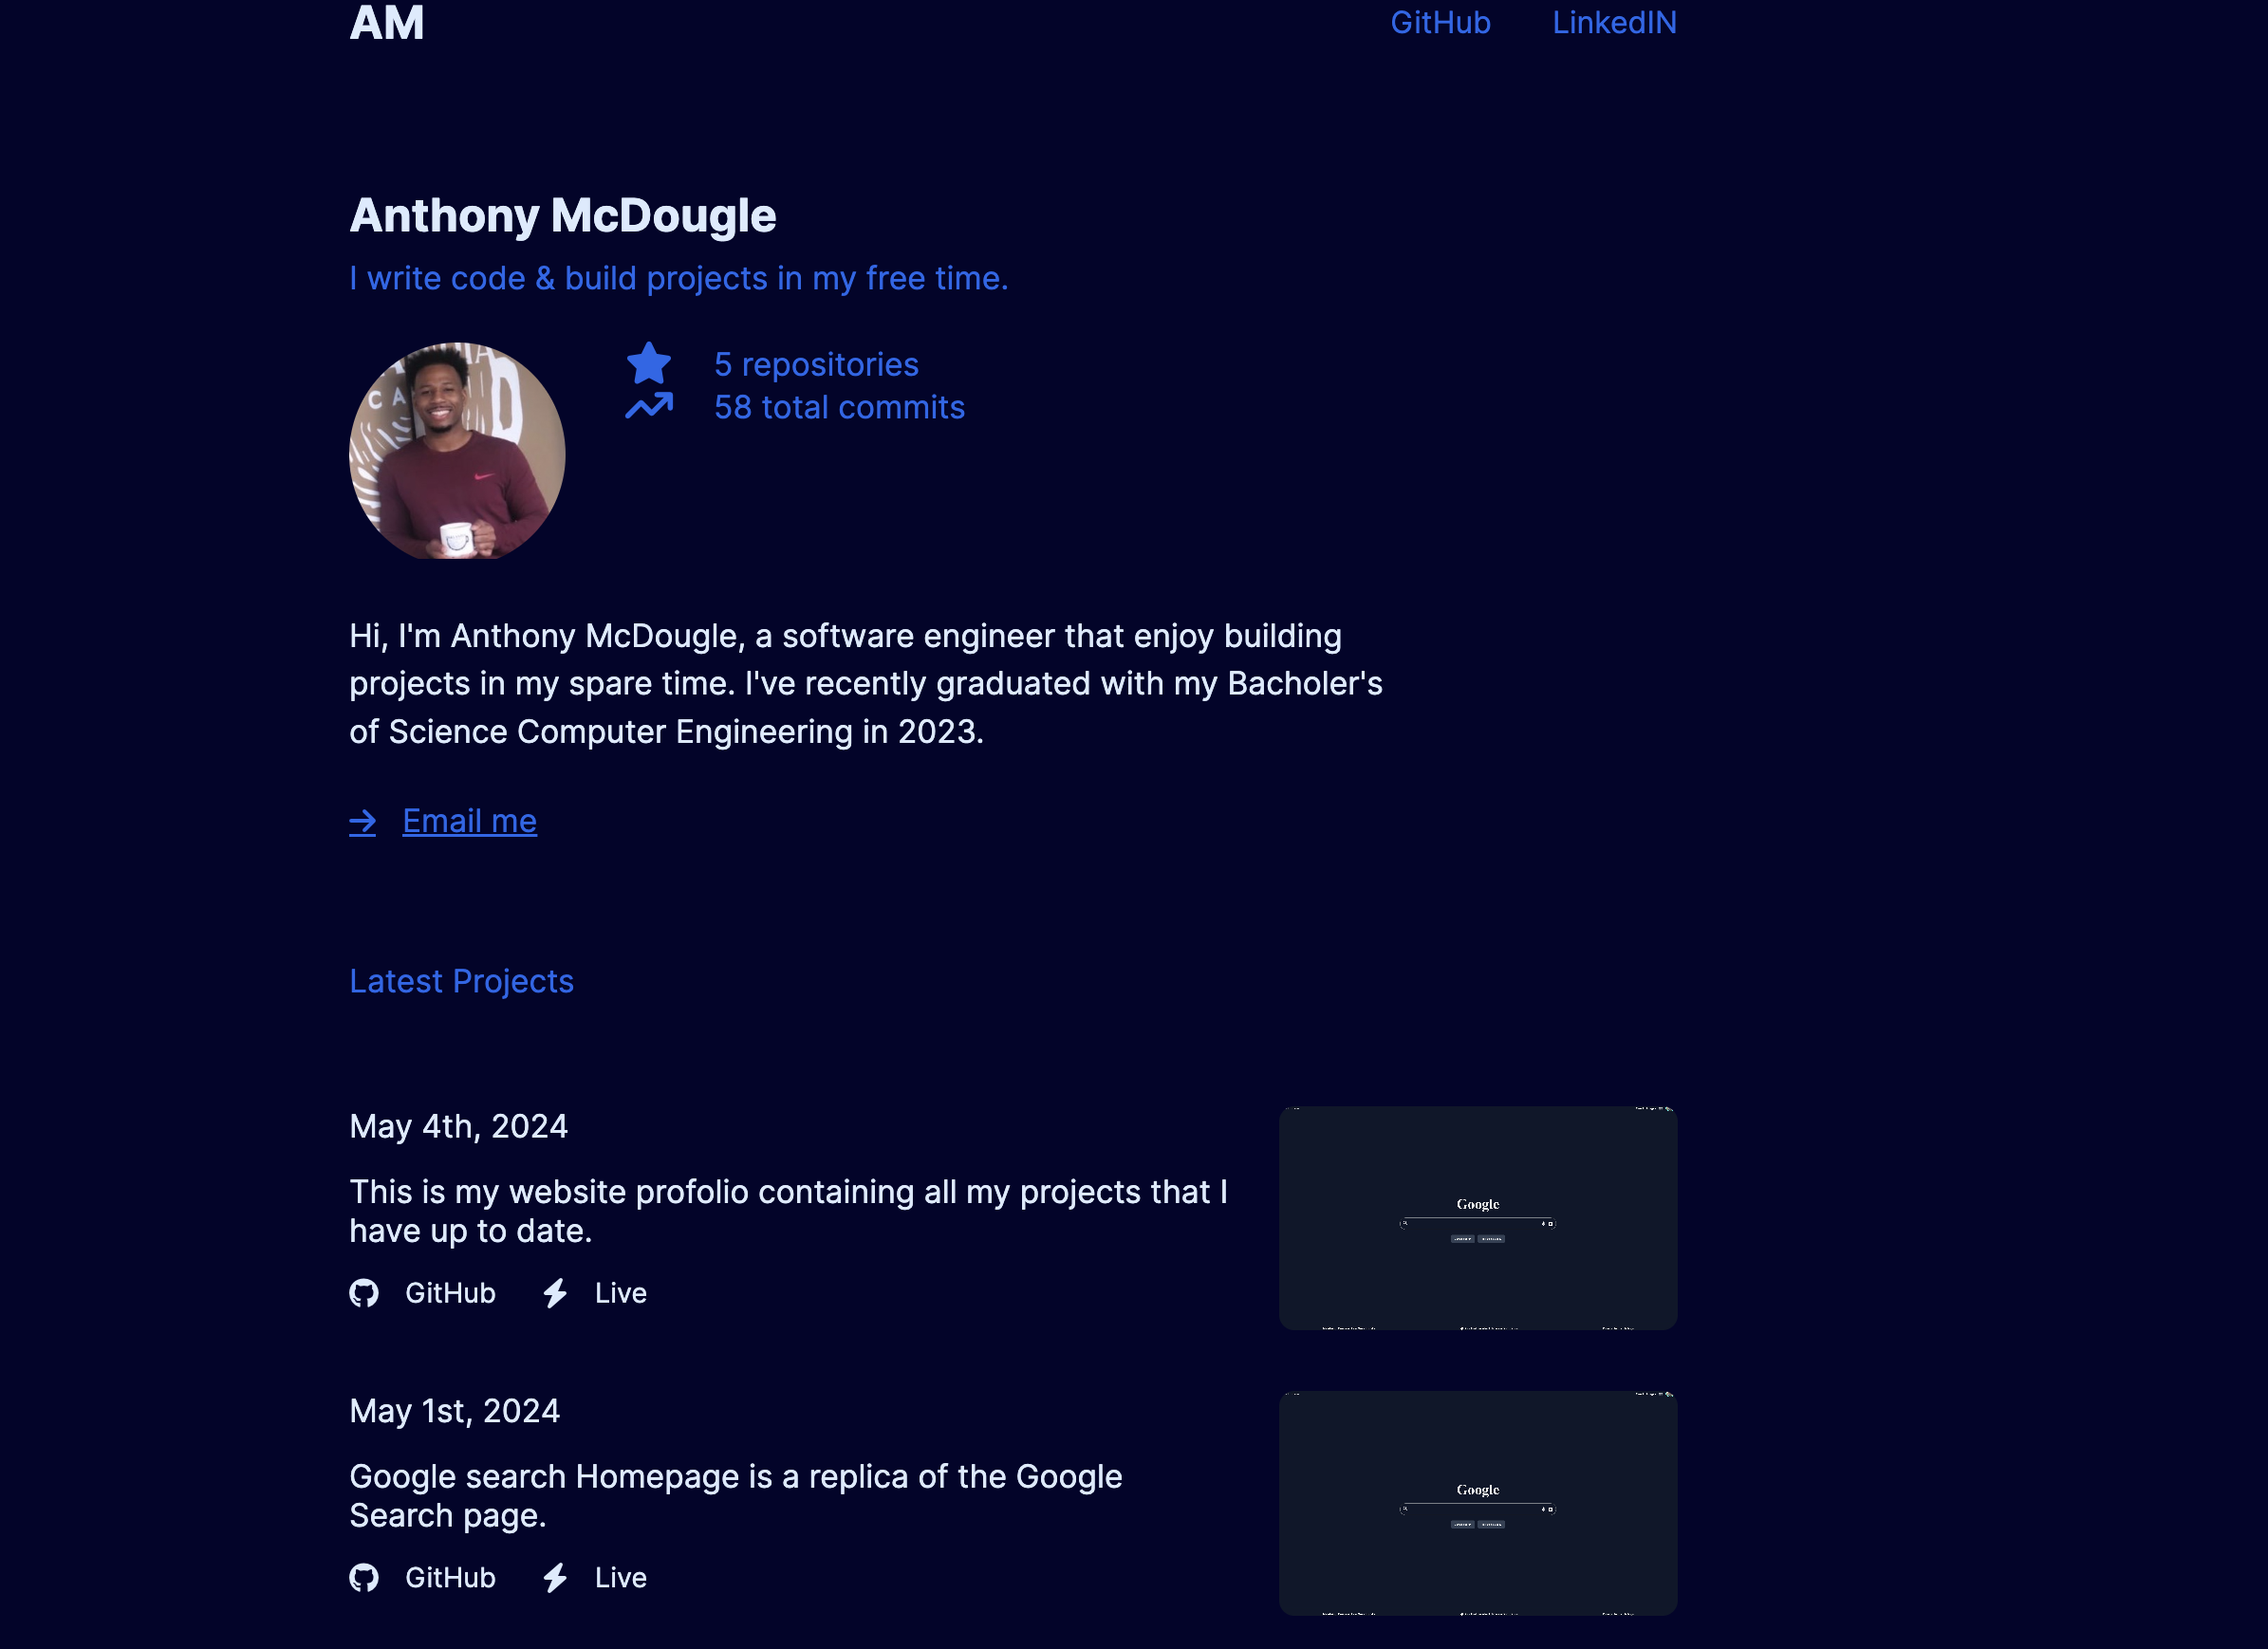 AM
GitHub LinkedIN
Anthony McDougle
I write code & build projects in my free time.
5 repositories
58 total commits
Hi, I'm Anthony McDougle, a software engineer that enjoy building
projects in my spare time. I've recently graduated with my Bacholer's
of Science Computer Engineering in 2023.
Email me
Latest Projects
May 4th, 2024
This is my website profolio containing all my projects that I
have up to date.
GitHub Live
Google
May 1st, 2024
Google search Homepage is a replica of the Google
Search page.
GitHub Live
Google